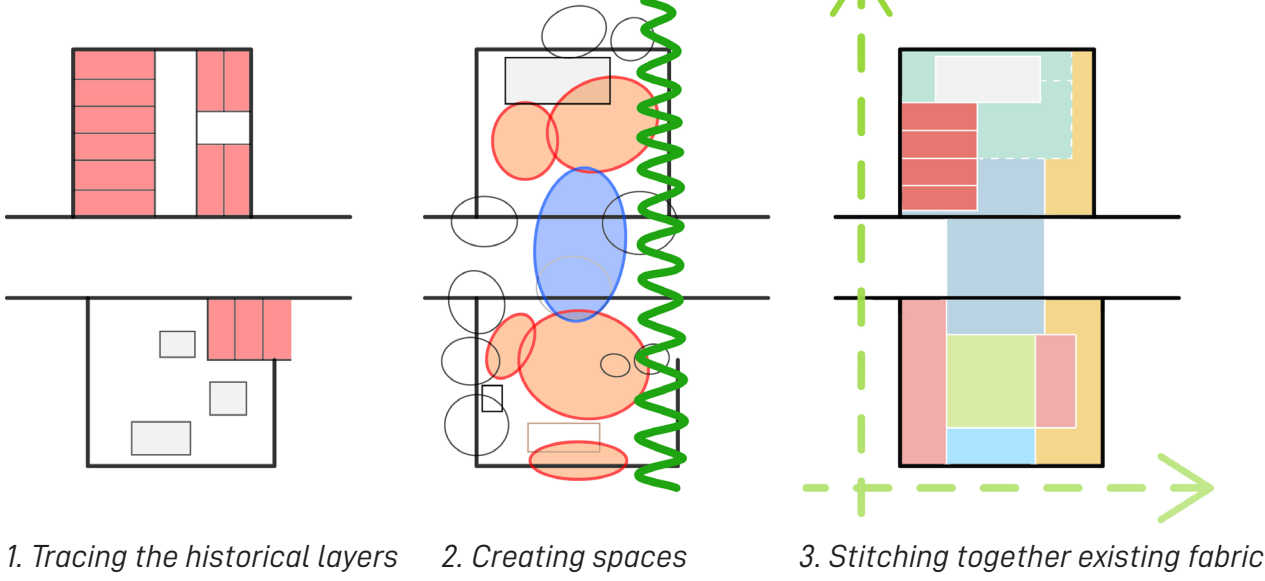 1. Tracing the historical layers
2. Creating spaces
3. Stitching together existing fabric